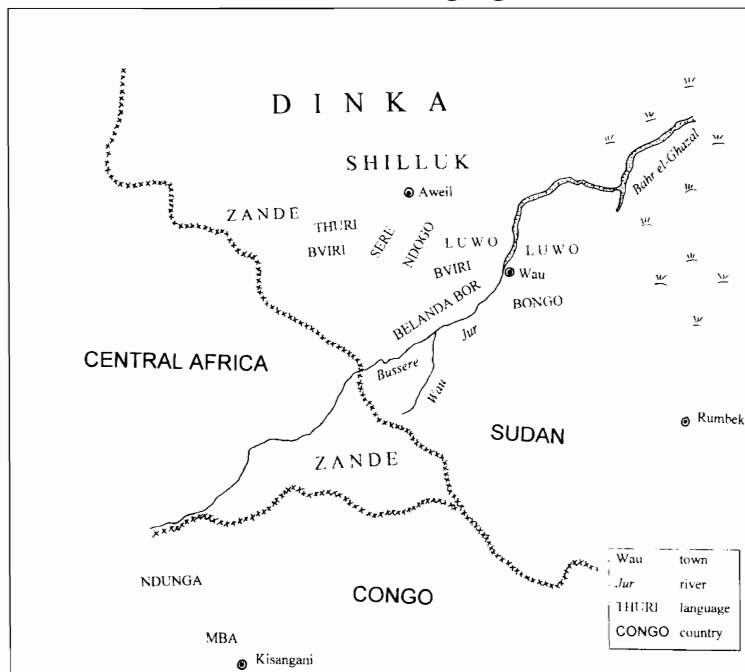 DINKA
SHILLUK
Bahr el-Ghazal
Aweil
ZANDE
THURI
BVIRI
SERE
NDOGO
LUWO
LUWO
BVIRI
Wau
BELANDA BOR
BONGO
Jur
CENTRAL AFRICA
Bussere
Wau
SUDAN
Rumbek
ZANDE
NDUNGA
CONGO
MBA
Kisangani
Wau town
Jur river
THURI language
CONGO country